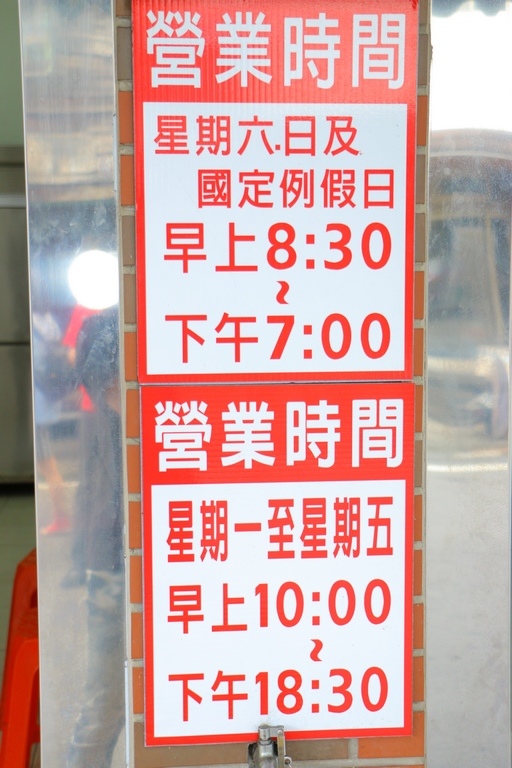 營業時間
星期六.日及
國定例假日
早上8:30
~
下午7:00
營業時間
星期一至星期五
早上10:00
~
下午18:30